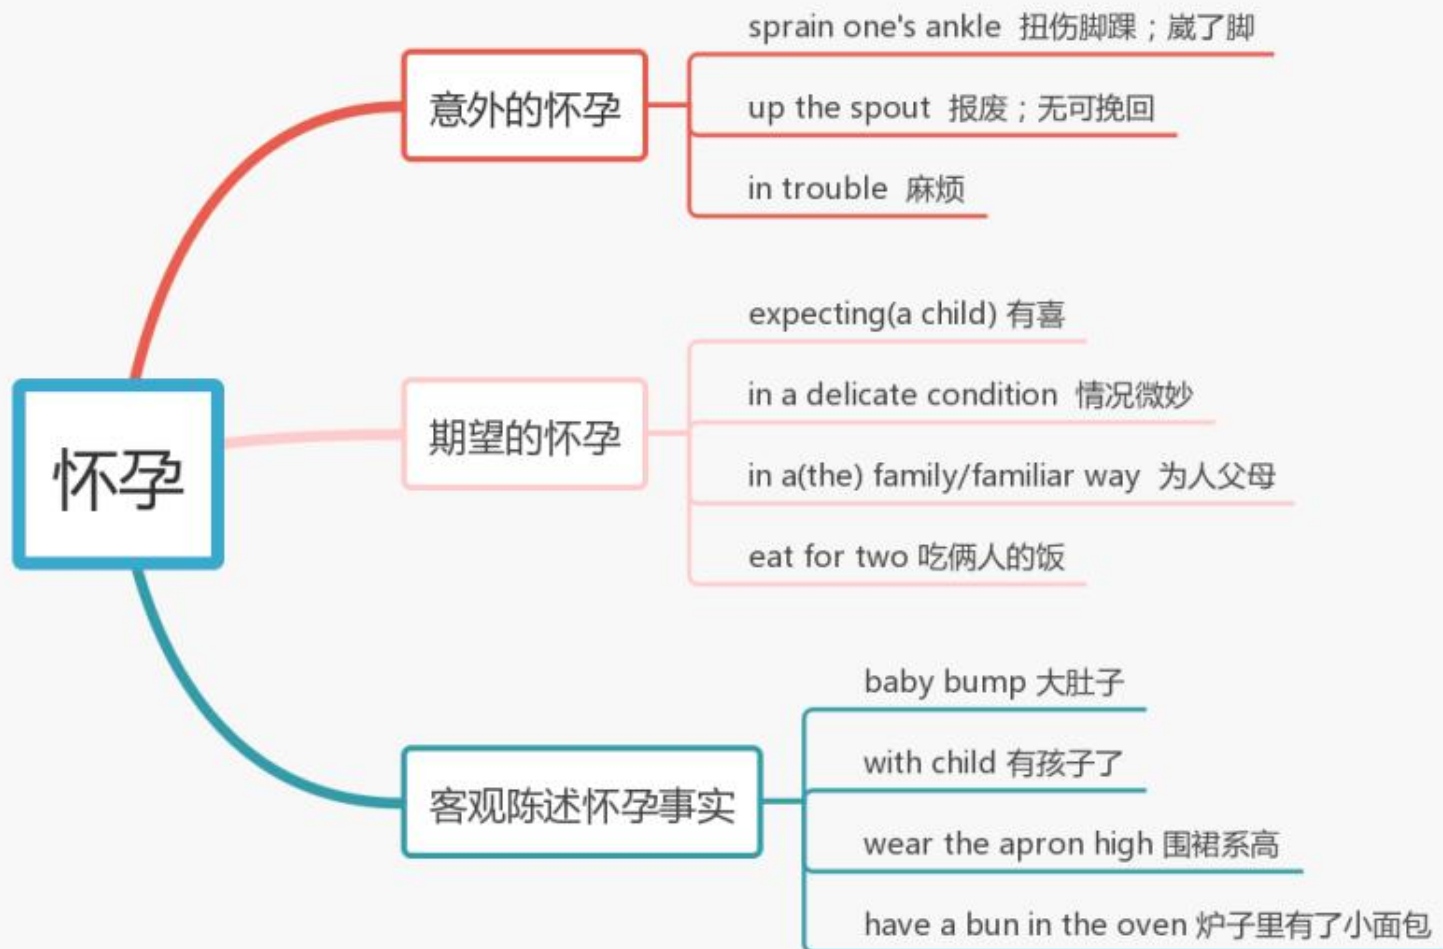 怀孕
意外的怀孕
sprain one's ankle 扭伤脚踝；崴了脚
up the spout 报废；无可挽回
in trouble 麻烦
期望的怀孕
expecting(a child) 有喜
in a delicate condition 情况微妙
in a(the) family/familiar way 为人父母
eat for two 吃俩人的饭
客观陈述怀孕事实
baby bump 大肚子
with child 有孩子了
wear the apron high 围裙系高
have a bun in the oven 炉子里有了小面包